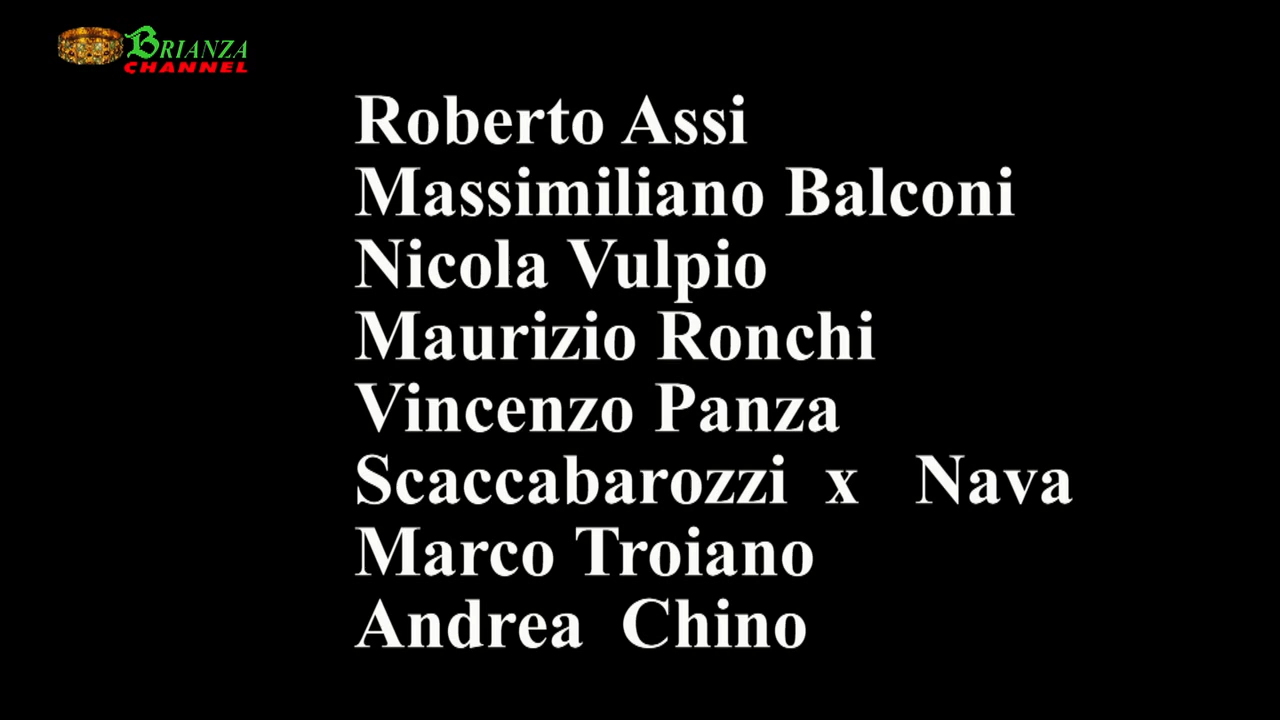 BRIANZA
CHANNEL
Roberto Assi
Massimiliano Balconi
Nicola Vulpio
Maurizio Ronchi
Vincenzo Panza
Scaccabarozzi x Nava
Marco Troiano
Andrea Chino